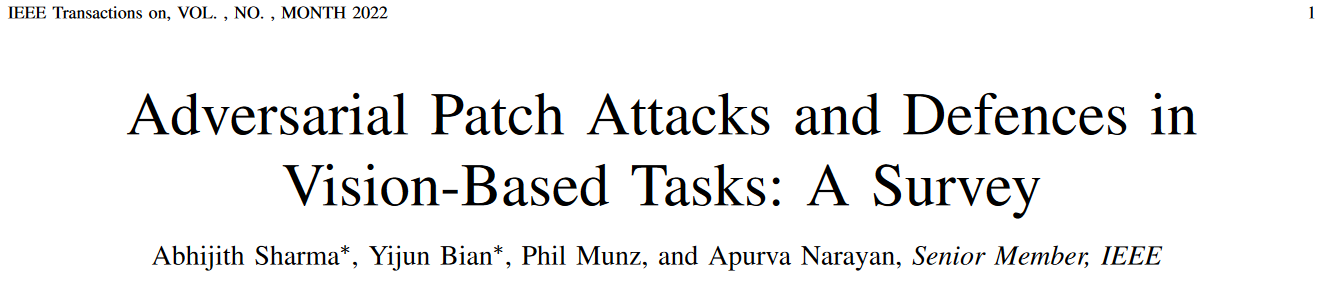 IEEE Transactions on, VOL. , NO. , MONTH 2022 1
Adversarial Patch Attacks and Defences in
Vision-Based Tasks: A Survey
Abhijith Sharma*, Yijun Bian*, Phil Munz, and Apurva Narayan, Senior Member, IEEE